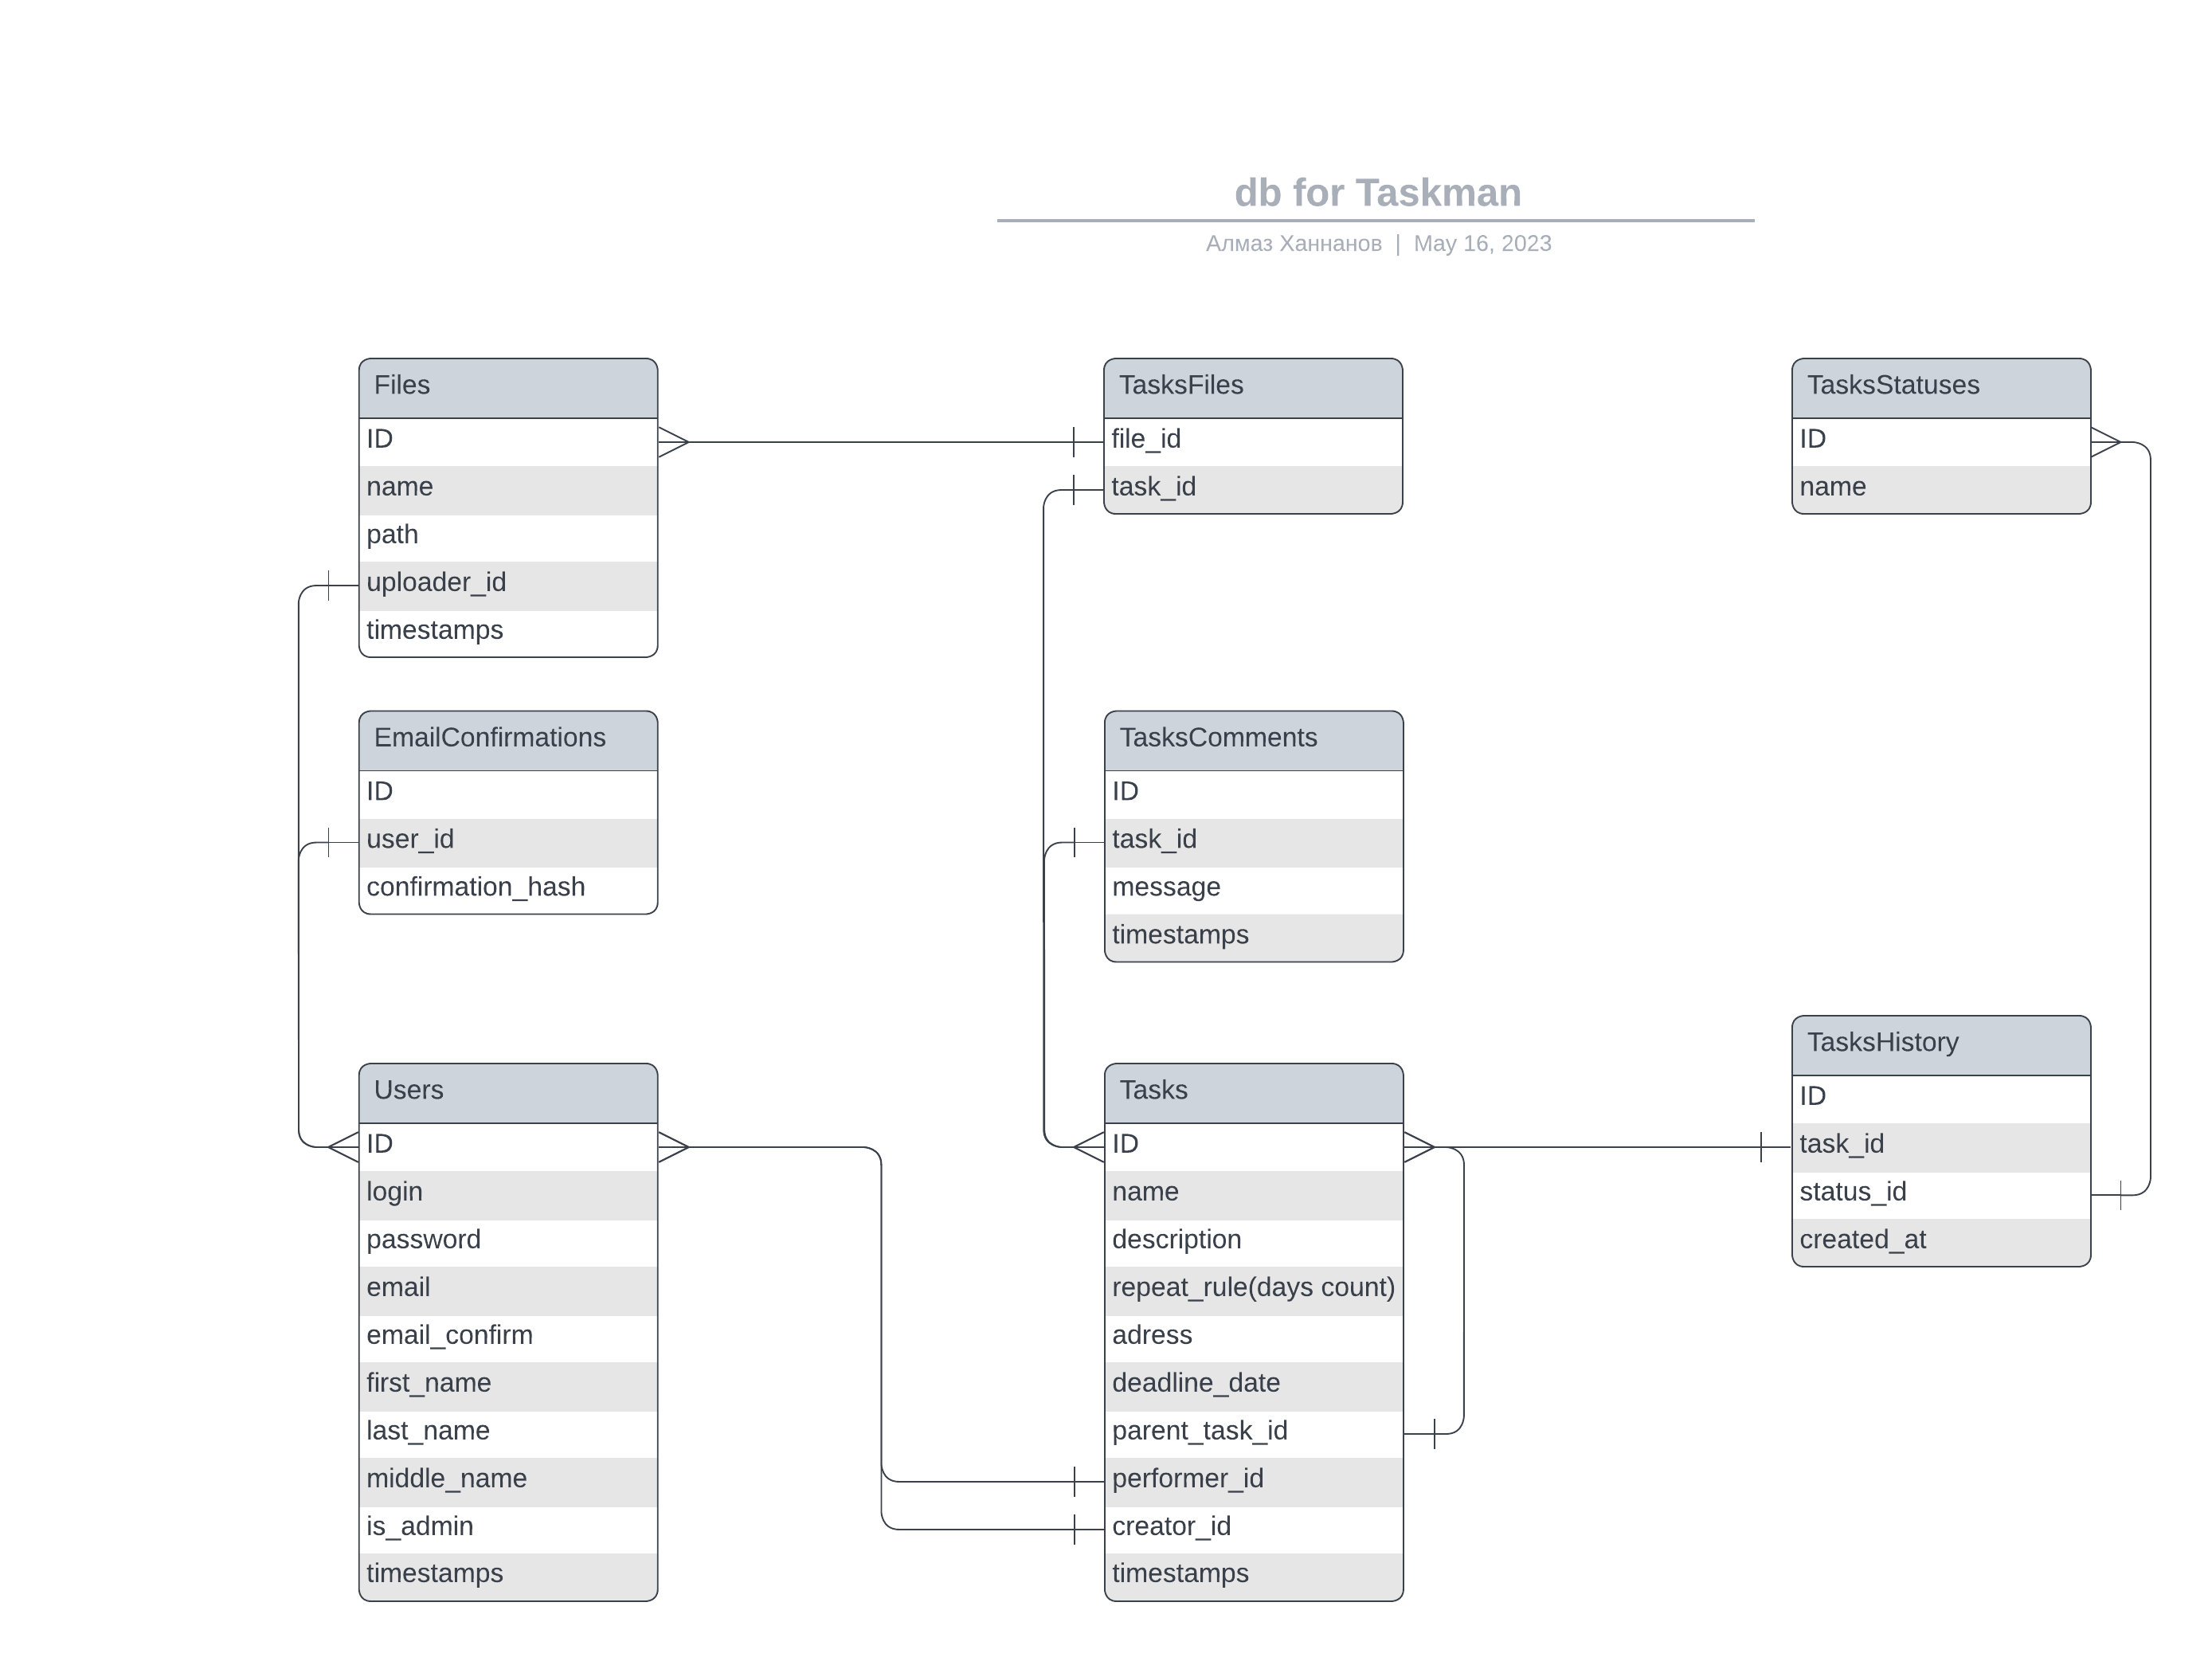 db for Taskman
Алмаз Ханнанов | May 16, 2023
Files
ID
name
path
uploader_id
timestamps
TasksFiles
file_id
task_id
TasksStatuses
ID
name
EmailConfirmations
ID
user_id
confirmation_hash
TasksComments
ID
task_id
message
timestamps
TasksHistory
ID
task_id
status_id
created_at
Users
ID
login
password
email
email_confirm
first_name
last_name
middle_name
is_admin
timestamps
Tasks
ID
name
description
repeat_rule(days count)
adress
deadline_date
parent_task_id
performer_id
creator_id
timestamps